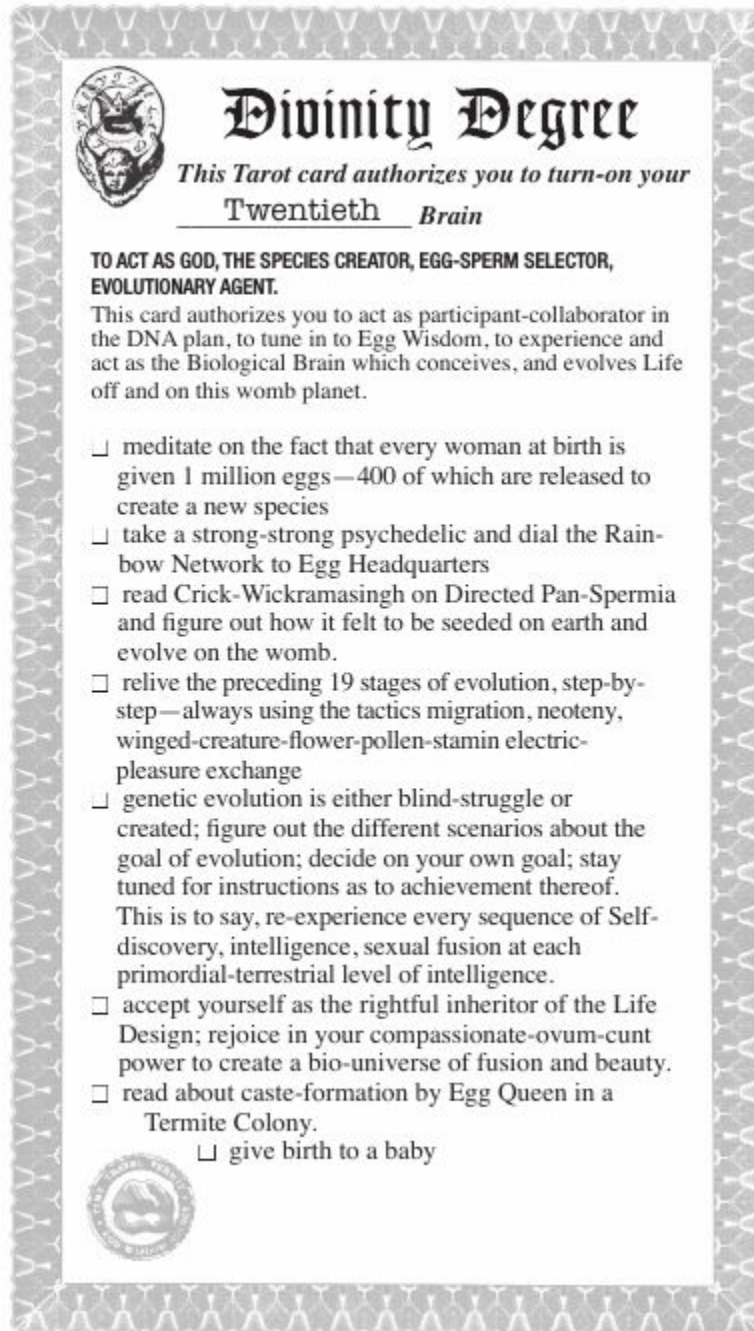 Divinity Degree
This Tarot card authorizes you to turn-on your
Twentieth Brain
TO ACT AS GOD, THE SPECIES CREATOR, EGG-SPERM SELECTOR,
EVOLUTIONARY AGENT.
This card authorizes you to act as participant-collaborator in
the DNA plan, to tune in to Egg Wisdom, to experience and
act as the Biological Brain which conceives, and evolves Life
off and on this womb planet.
meditate on the fact that every woman at birth is
given 1 million eggs—400 of which are released to
create a new species
take a strong-strong psychedelic and dial the Rain-
bow Network to Egg Headquarters
read Crick-Wickramasingh on Directed Pan-Spermia
and figure out how it felt to be seeded on earth and
evolve on the womb.
relive the preceding 19 stages of evolution, step-by-
step—always using the tactics migration, neoteny,
winged-creature-flower-pollen-stamin electric-
pleasure exchange
genetic evolution is either blind-struggle or
created; figure out the different scenarios about the
goal of evolution; decide on your own goal; stay
tuned for instructions as to achievement thereof.
This is to say, re-experience every sequence of Self-
discovery, intelligence, sexual fusion at each
primordial-terrestrial level of intelligence.
accept yourself as the rightful inheritor of the Life
Design; rejoice in your compassionate-ovum-cunt
power to create a bio-universe of fusion and beauty.
read about caste-formation by Egg Queen in a
Termite Colony.
give birth to a baby
TIME TRAVEL PERMIT